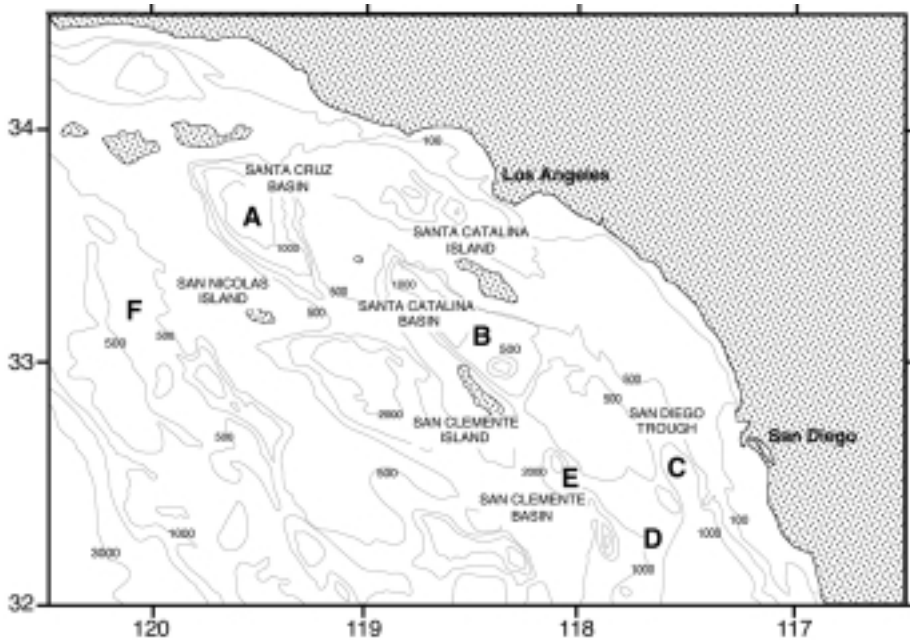 34
33
32
120
119
118
117
100
Los Angeles
SANTA CRUZ
BASIN
A
1000
SANTA CATALINA
ISLAND
SAN NICOLAS
ISLAND
500
500
1000
SANTA CATALINA
BASIN
F
500
500
B
500
500
500
SAN DIEGO
TROUGH
2000
SAN CLEMENTE
ISLAND
San Diego
500
500
2000
E
C
SAN CLEMENTE
BASIN
D
100
1000
1000
1000
3000